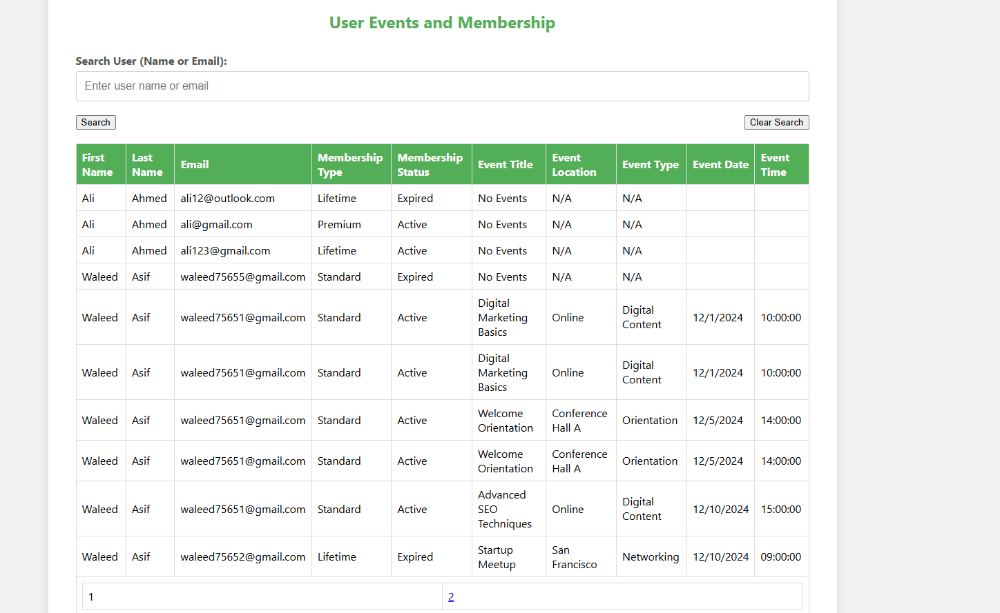 User Events and Membership
Search User (Name or Email):
Enter user name or email
Search Clear Search
First Name Last Name Email Membership Type Membership Status Event Title Event Location Event Type Event Date Event Time
Ali Ahmed ali12@outlook.com Lifetime Expired No Events N/A N/A
Ali Ahmed ali@gmail.com Premium Active No Events N/A N/A
Ali Ahmed ali123@gmail.com Lifetime Active No Events N/A N/A
Waleed Asif waleed75655@gmail.com Standard Expired No Events N/A N/A
Waleed Asif waleed75651@gmail.com Standard Active Digital Marketing Basics Online Digital Content 12/1/2024 10:00:00
Waleed Asif waleed75651@gmail.com Standard Active Digital Marketing Basics Online Digital Content 12/1/2024 10:00:00
Waleed Asif waleed75651@gmail.com Standard Active Welcome Orientation Conference Hall A Orientation 12/5/2024 14:00:00
Waleed Asif waleed75651@gmail.com Standard Active Welcome Orientation Conference Hall A Orientation 12/5/2024 14:00:00
Waleed Asif waleed75651@gmail.com Standard Active Advanced SEO Techniques Online Digital Content 12/10/2024 15:00:00
Waleed Asif waleed75652@gmail.com Lifetime Expired Startup Meetup San Francisco Networking 12/10/2024 09:00:00
1 2